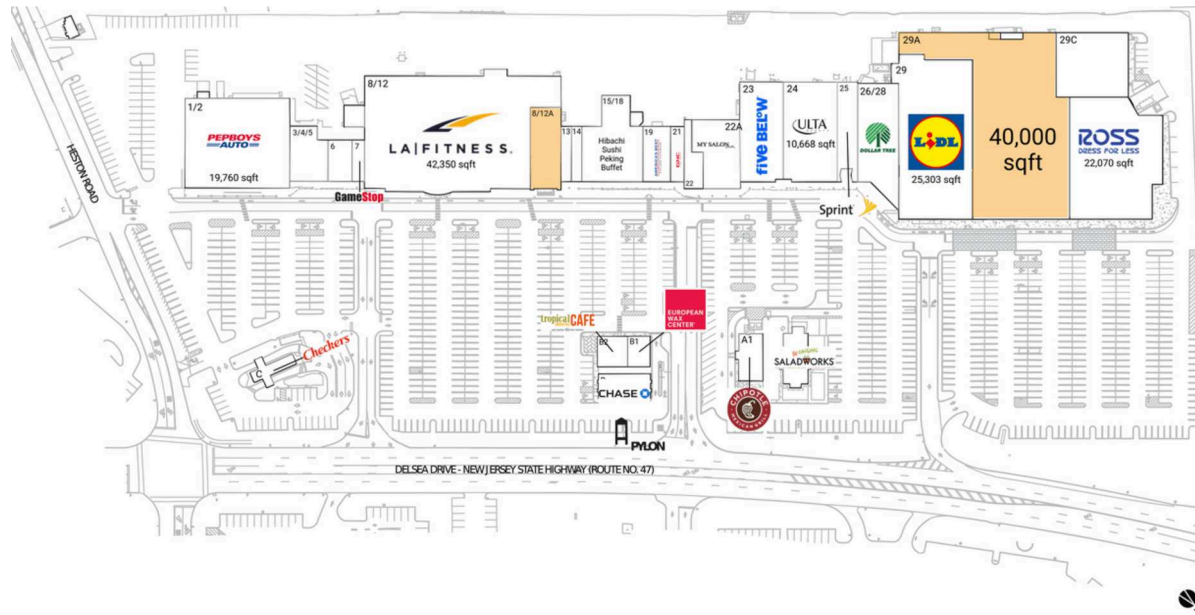 HESTON ROAD
1/2
PEPBOYS
AUTO
19,760 sqft
3/4/5
6
7
GameStop
8/12
LA|FITNESS.
42,350 sqft
8/12A
13
14
15/18
Hibachi
Sushi
Peking
Buffet
19
21
GNC
22A
MY SALON
22
23
five BELOW
24
ULTA
10,668 sqft
25
Sprint
26/28
DOLLAR TREE
29
LIDL
25,303 sqft
29A
40,000
sqft
29C
ROSS
DRESS FOR LESS
22,070 sqft
Checkers
C
tropical
CAFE
EUROPEAN
WAX
CENTER
B2
B1
CHASE
A1
SALADWORKS
CHIPOTLE
MEXICAN GRILL
PYLON
DELSEA DRIVE - NEW JERSEY STATE HIGHWAY (ROUTE NO. 47)